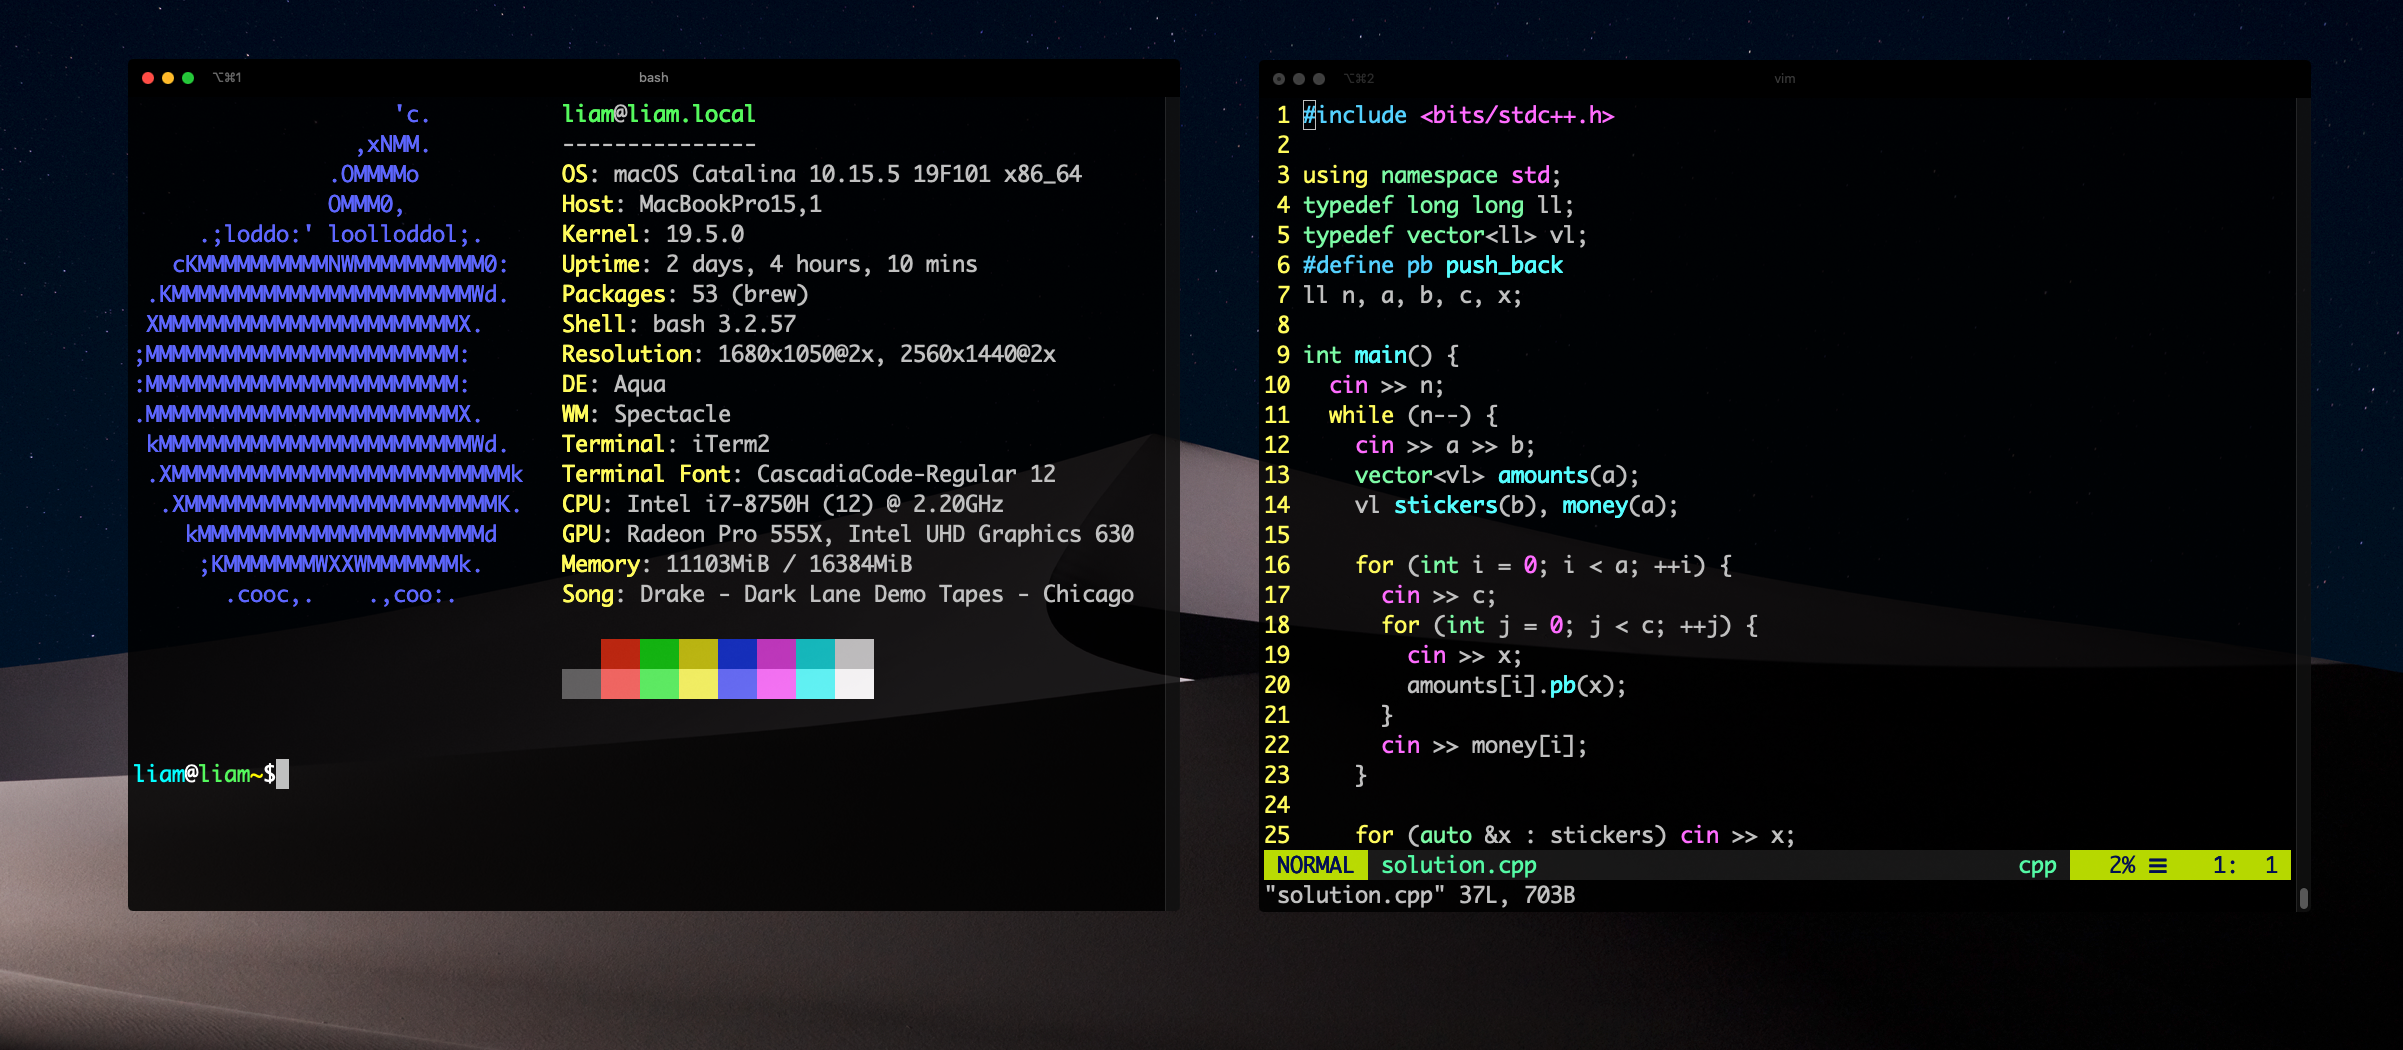 ⌥⌘1 bash
'c.
,xNMM.
.OMMMMo
OMMM0,
.;loddo:' loolloddol;.
cKMMMMMMMMMMNWMMMMMMMMMM0:
.KMMMMMMMMMMMMMMMMMMMMMMMWd.
XMMMMMMMMMMMMMMMMMMMMMMMX.
;MMMMMMMMMMMMMMMMMMMMMMMM:
:MMMMMMMMMMMMMMMMMMMMMMMM:
.MMMMMMMMMMMMMMMMMMMMMMMMX.
kMMMMMMMMMMMMMMMMMMMMMMMMWd.
.XMMMMMMMMMMMMMMMMMMMMMMMMMMk
.XMMMMMMMMMMMMMMMMMMMMMMMMK.
kMMMMMMMMMMMMMMMMMMMMMMd
;KMMMMMMMWXXWMMMMMMMk.
.cooc,. .,coo:.
liam@liam.local
---------------
OS: macOS Catalina 10.15.5 19F101 x86_64
Host: MacBookPro15,1
Kernel: 19.5.0
Uptime: 2 days, 4 hours, 10 mins
Packages: 53 (brew)
Shell: bash 3.2.57
Resolution: 1680x1050@2x, 2560x1440@2x
DE: Aqua
WM: Spectacle
Terminal: iTerm2
Terminal Font: CascadiaCode-Regular 12
CPU: Intel i7-8750H (12) @ 2.20GHz
GPU: Radeon Pro 555X, Intel UHD Graphics 630
Memory: 11103MiB / 16384MiB
Song: Drake - Dark Lane Demo Tapes - Chicago
liam@liam~$
⌥⌘2 vim
1 #include <bits/stdc++.h>
2
3 using namespace std;
4 typedef long long ll;
5 typedef vector<ll> vl;
6 #define pb push_back
7 ll n, a, b, c, x;
8
9 int main() {
10   cin >> n;
11   while (n--) {
12     cin >> a >> b;
13     vector<vl> amounts(a);
14     vl stickers(b), money(a);
15
16     for (int i = 0; i < a; ++i) {
17       cin >> c;
18       for (int j = 0; j < c; ++j) {
19         cin >> x;
20         amounts[i].pb(x);
21       }
22       cin >> money[i];
23     }
24
25     for (auto &x : stickers) cin >> x;
NORMAL solution.cpp cpp 2% ☰ 1: 1
"solution.cpp" 37L, 703B